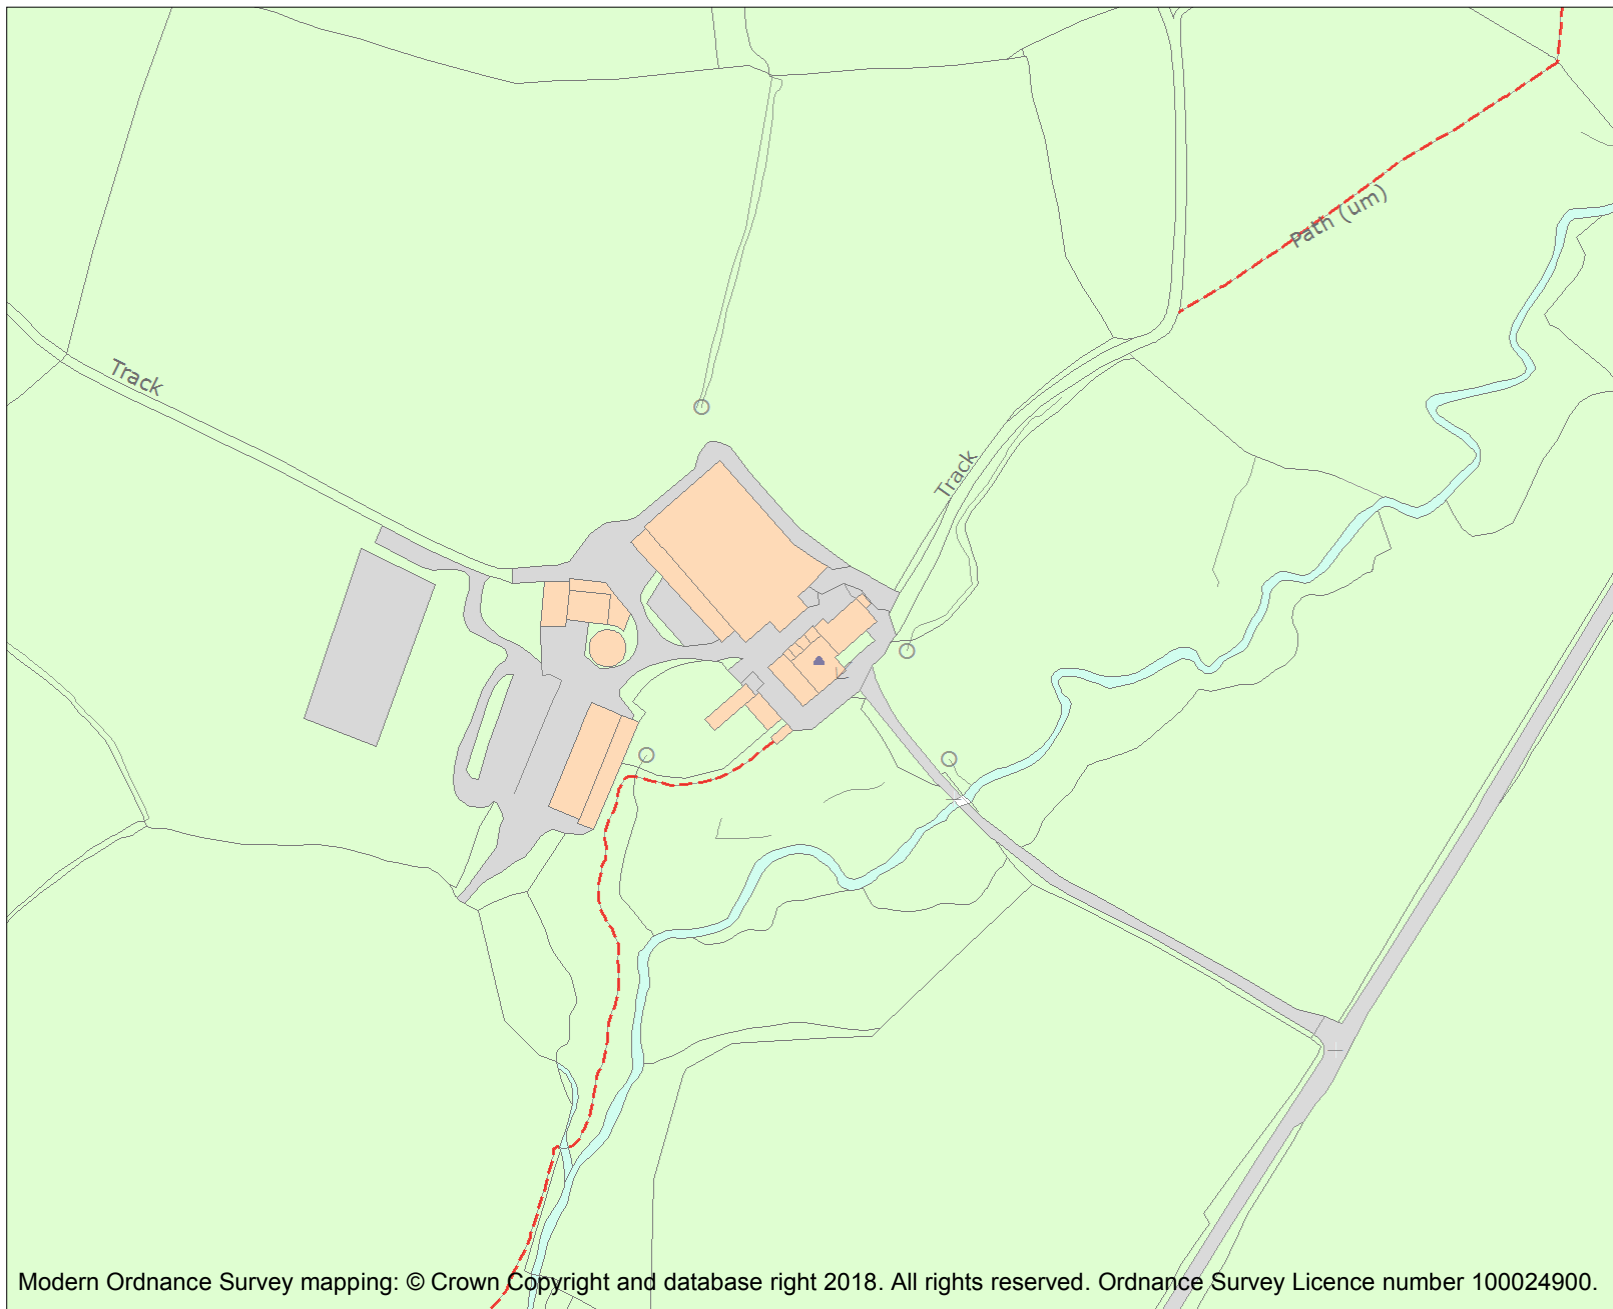 Path (um)
Track
Track
Modern Ordnance Survey mapping: © Crown Copyright and database right 2018. All rights reserved. Ordnance Survey Licence number 100024900.